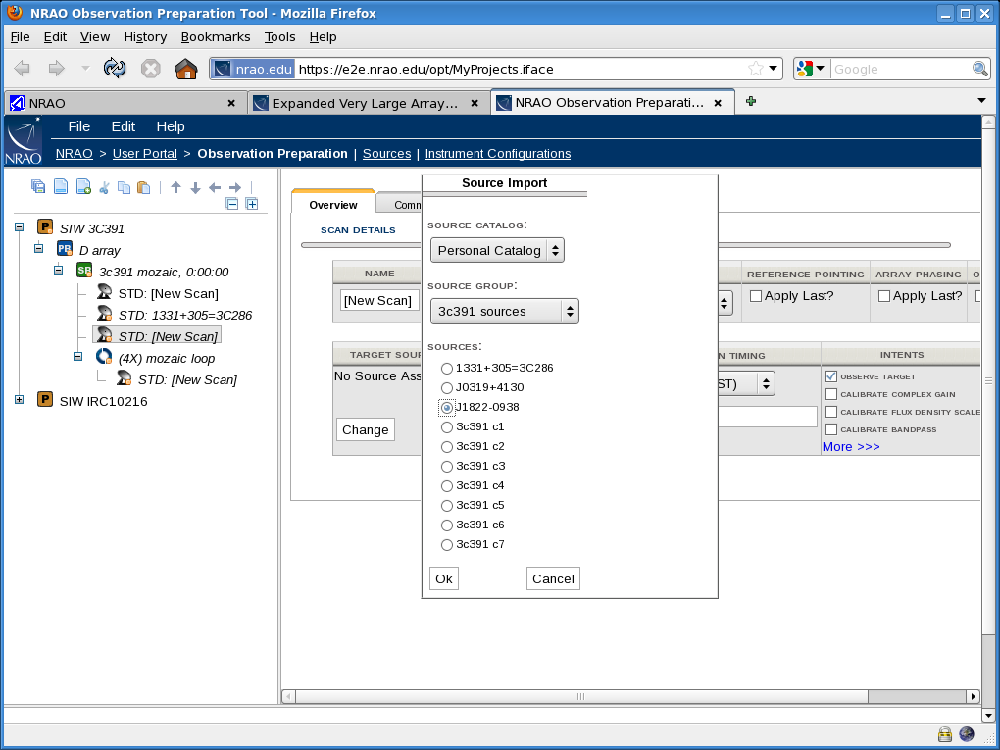 NRAO Observation Preparation Tool - Mozilla Firefox
File Edit View History Bookmarks Tools Help
nrao.edu https://e2e.nrao.edu/opt/MyProjects.iface
Google
NRAO
Expanded Very Large Array...
NRAO Observation Preparati...
NRAO
File Edit Help
NRAO > User Portal > Observation Preparation | Sources | Instrument Configurations
P SIW 3C391
PB D array
SB 3c391 mozaic, 0:00:00
STD: [New Scan]
STD: 1331+305=3C286
STD: [New Scan]
(4X) mozaic loop
STD: [New Scan]
P SIW IRC10216
Overview
Comm
SCAN DETAILS
NAME
REFERENCE POINTING
ARRAY PHASING
O
[New Scan]
Apply Last?
Apply Last?
TARGET SOUR
N TIMING
INTENTS
No Source Ass
ST)
OBSERVE TARGET
CALIBRATE COMPLEX GAIN
CALIBRATE FLUX DENSITY SCALE
CALIBRATE BANDPASS
More >>>
Change
Source Import
SOURCE CATALOG:
Personal Catalog
SOURCE GROUP:
3c391 sources
SOURCES:
1331+305=3C286
J0319+4130
J1822-0938
3c391 c1
3c391 c2
3c391 c3
3c391 c4
3c391 c5
3c391 c6
3c391 c7
Ok
Cancel